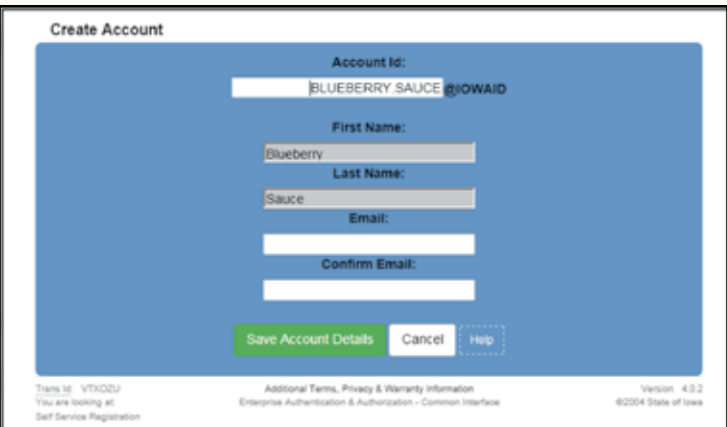 Create Account
Account Id:
BLUEBERRY.SAUCE @IOWAID
First Name:
Blueberry
Last Name:
Sauce
Email:
Confirm Email:
Save Account Details Cancel Help
Trans Id: VTXOZU Additional Terms, Privacy & Warranty Information Version 4.0.2
You are looking at: Enterprise Authentication & Authorization - Common Interface ©2004 State of Iowa
Self Service Registration